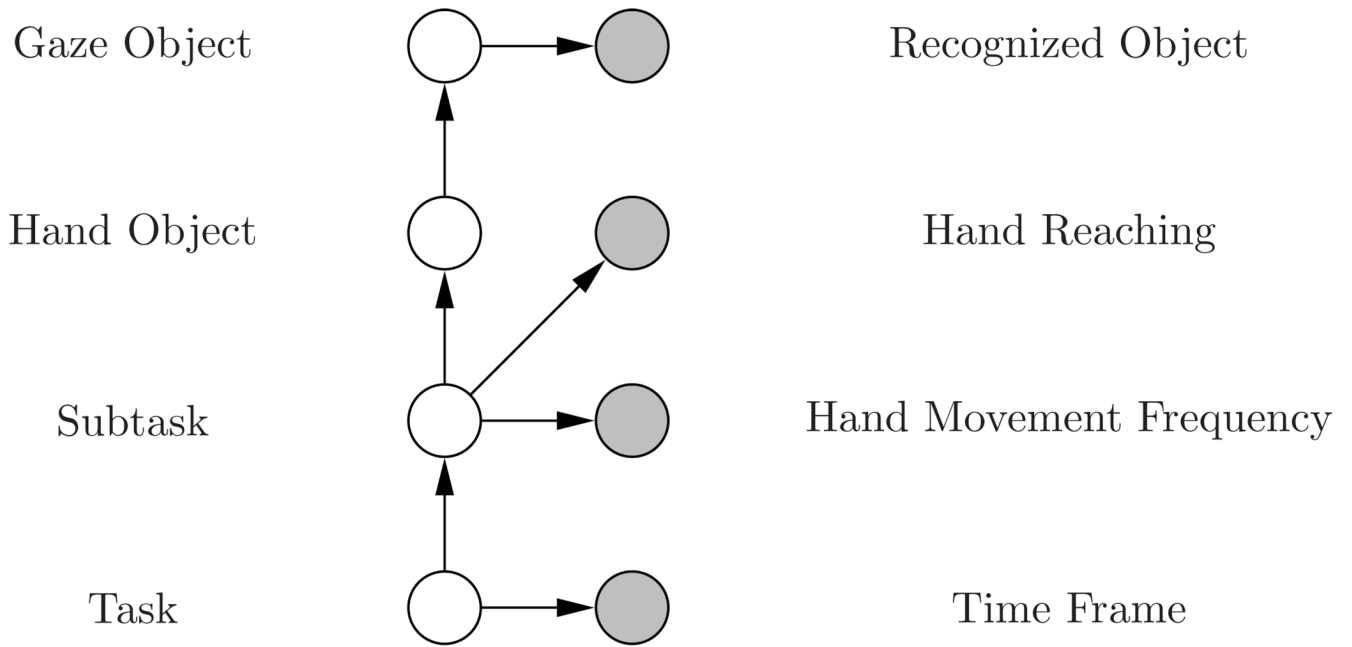 Gaze Object
Recognized Object
Hand Object
Hand Reaching
Subtask
Hand Movement Frequency
Task
Time Frame